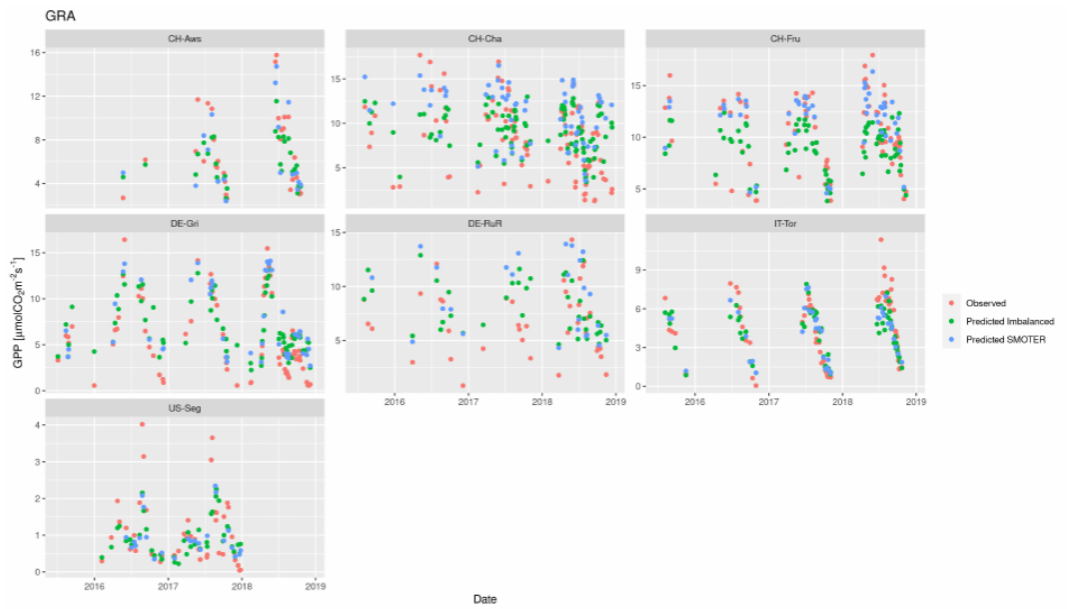 GRA
CH-Aws
CH-Cha
CH-Fru
16
12
8
4
15
10
5
15
10
5
DE-Gri
DE-RuR
IT-Tor
15
10
5
0
15
10
5
9
6
3
0
2016
2017
2018
2019
2016
2017
2018
2019
US-Seg
4
3
2
1
0
2016
2017
2018
2019
GPP [μmolCO₂m⁻²s⁻¹]
Date
Observed
Predicted Imbalanced
Predicted SMOTER